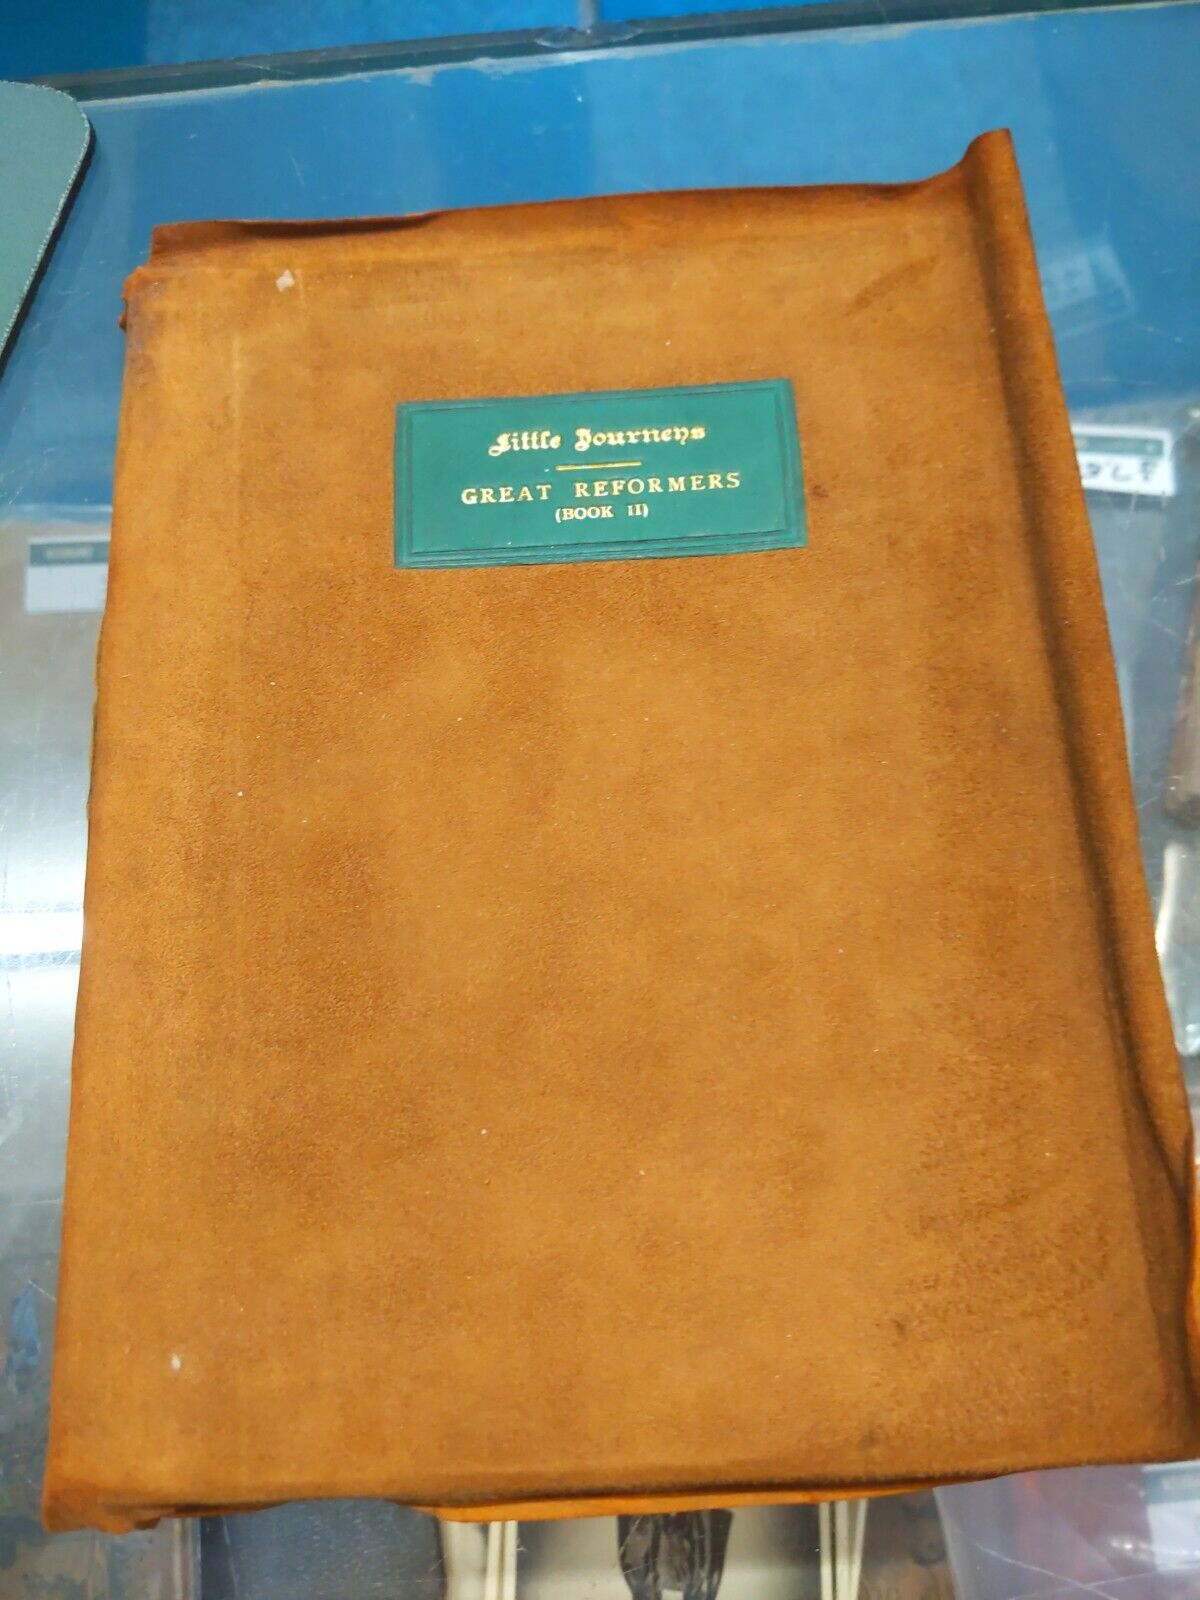 Little Journeys
GREAT REFORMERS
(BOOK II)